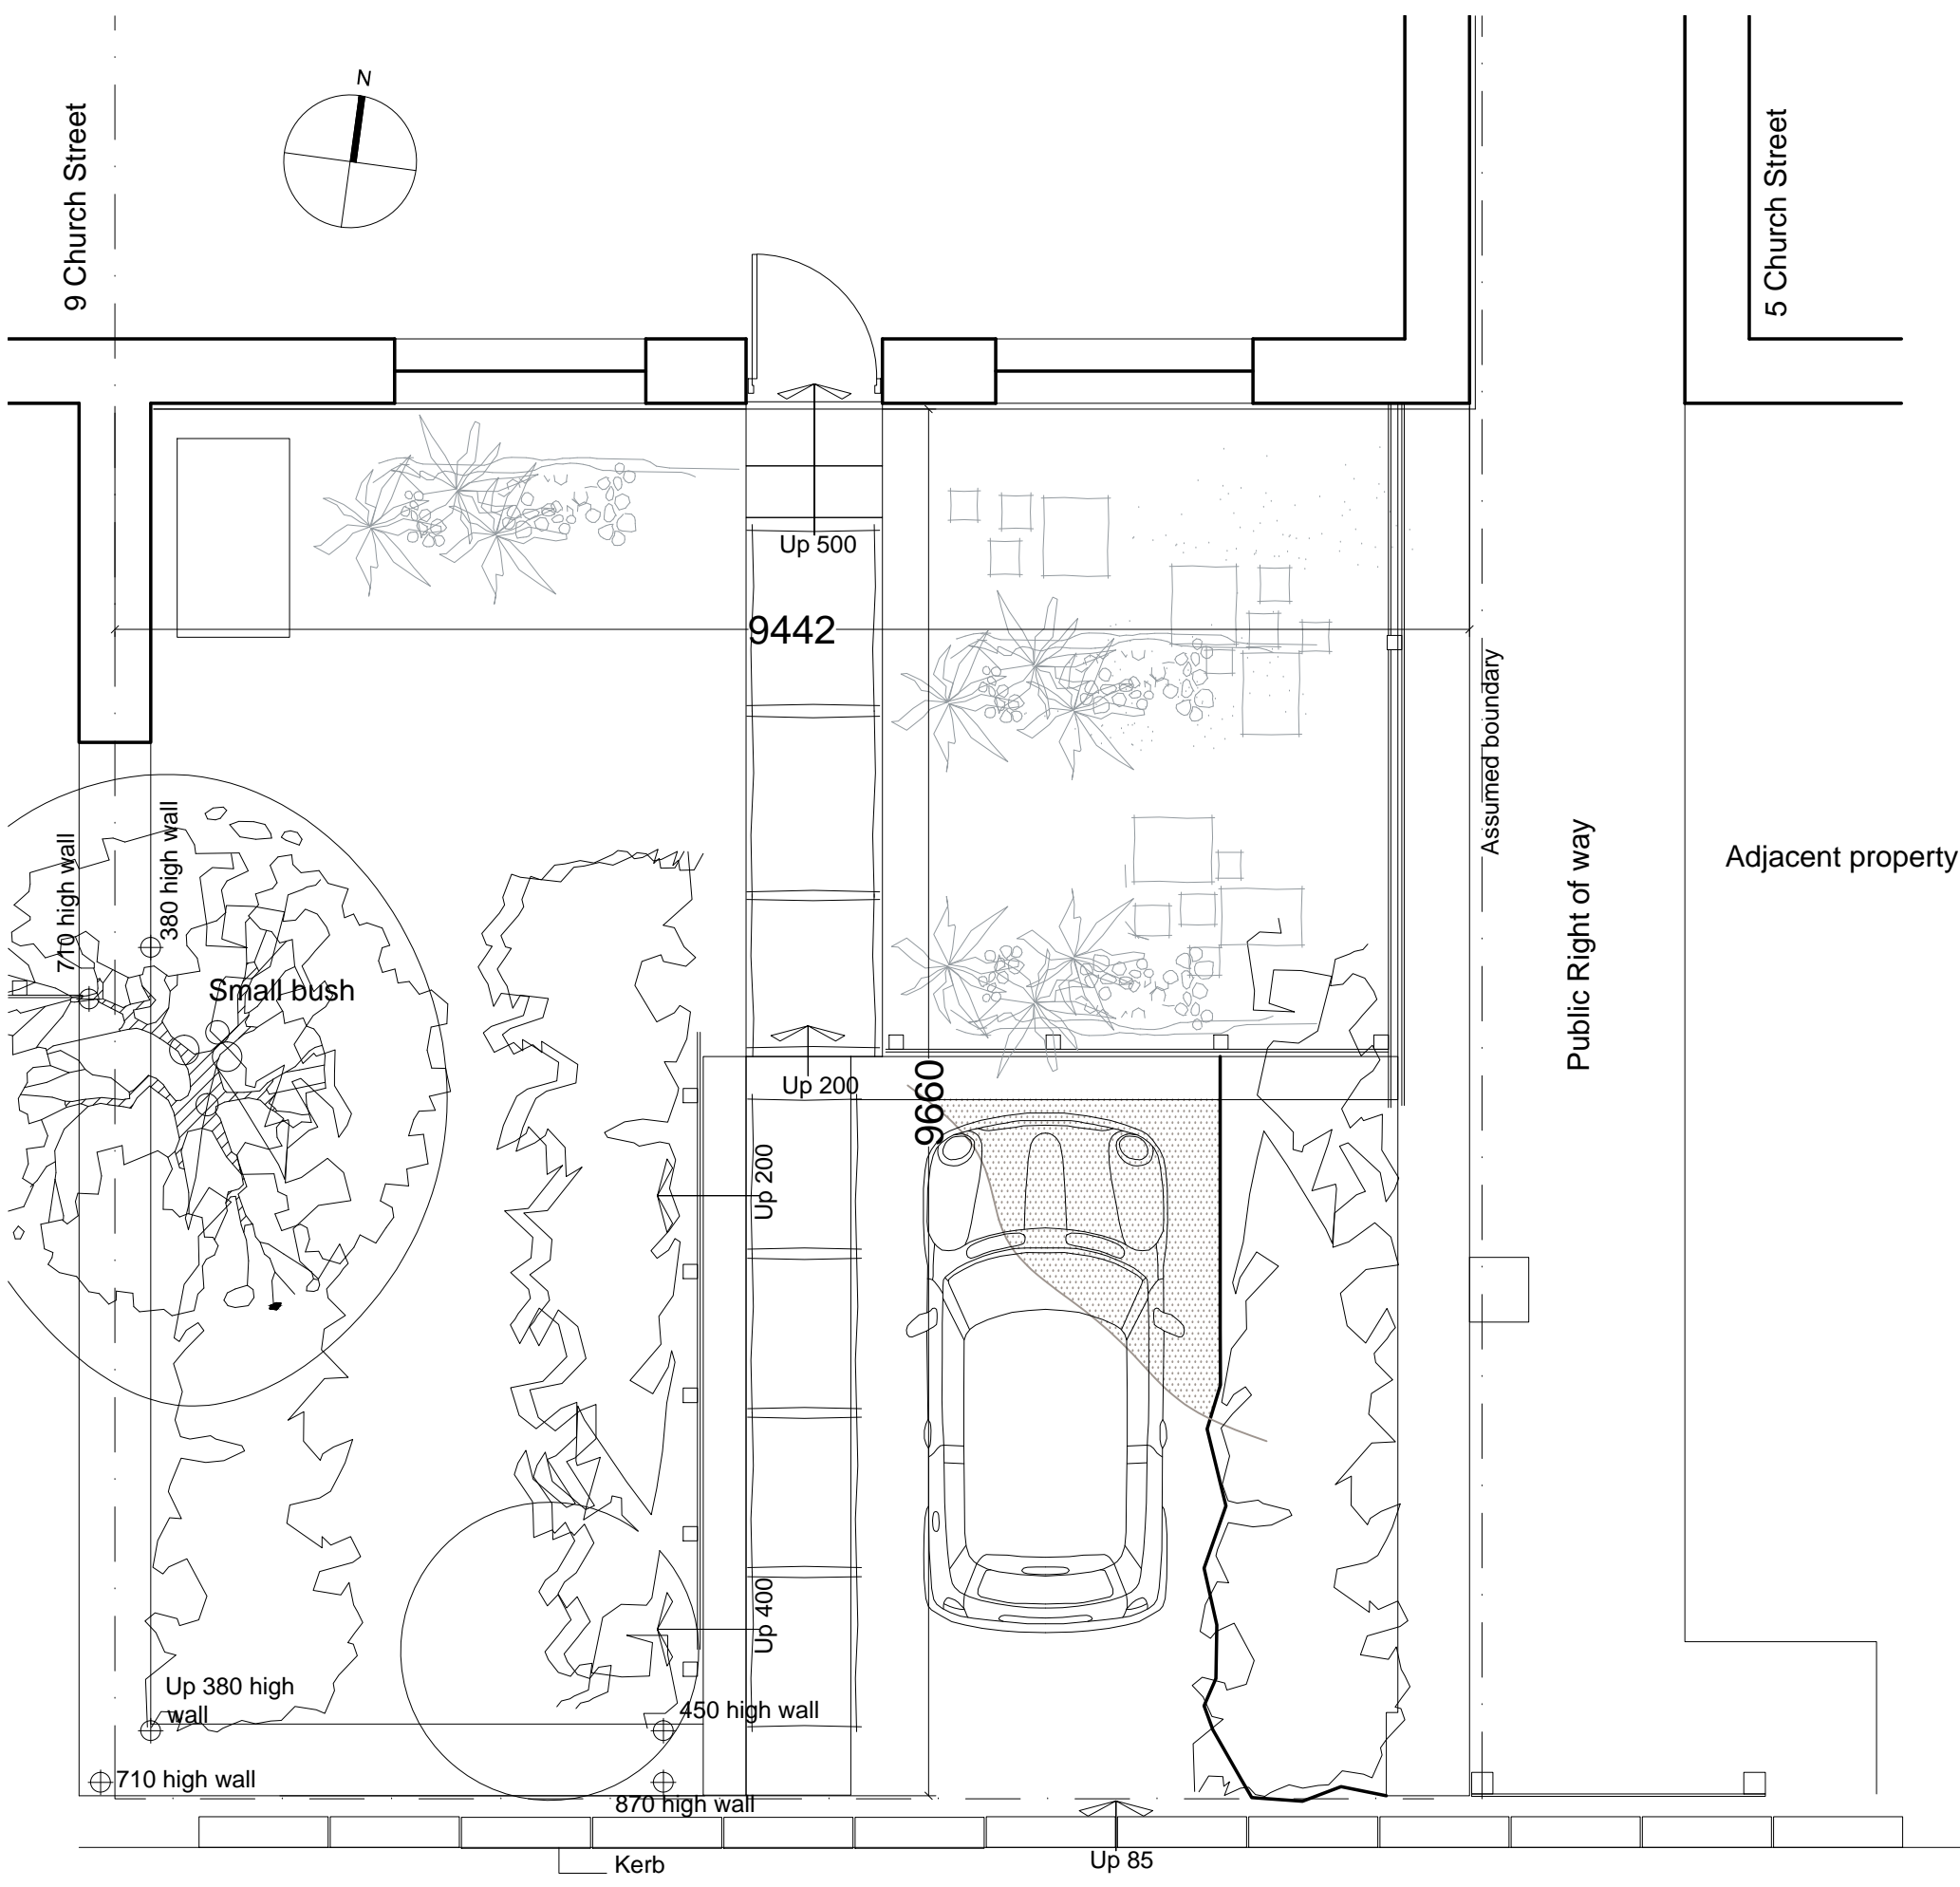 N
9 Church Street
5 Church Street
Up 500
9442
Assumed boundary
710 high wall
380 high wall
Public Right of way
Adjacent property
Small bush
Up 200
9660
Up 200
Up 400
Up 380 high
wall
450 high wall
710 high wall
870 high wall
Kerb
Up 85